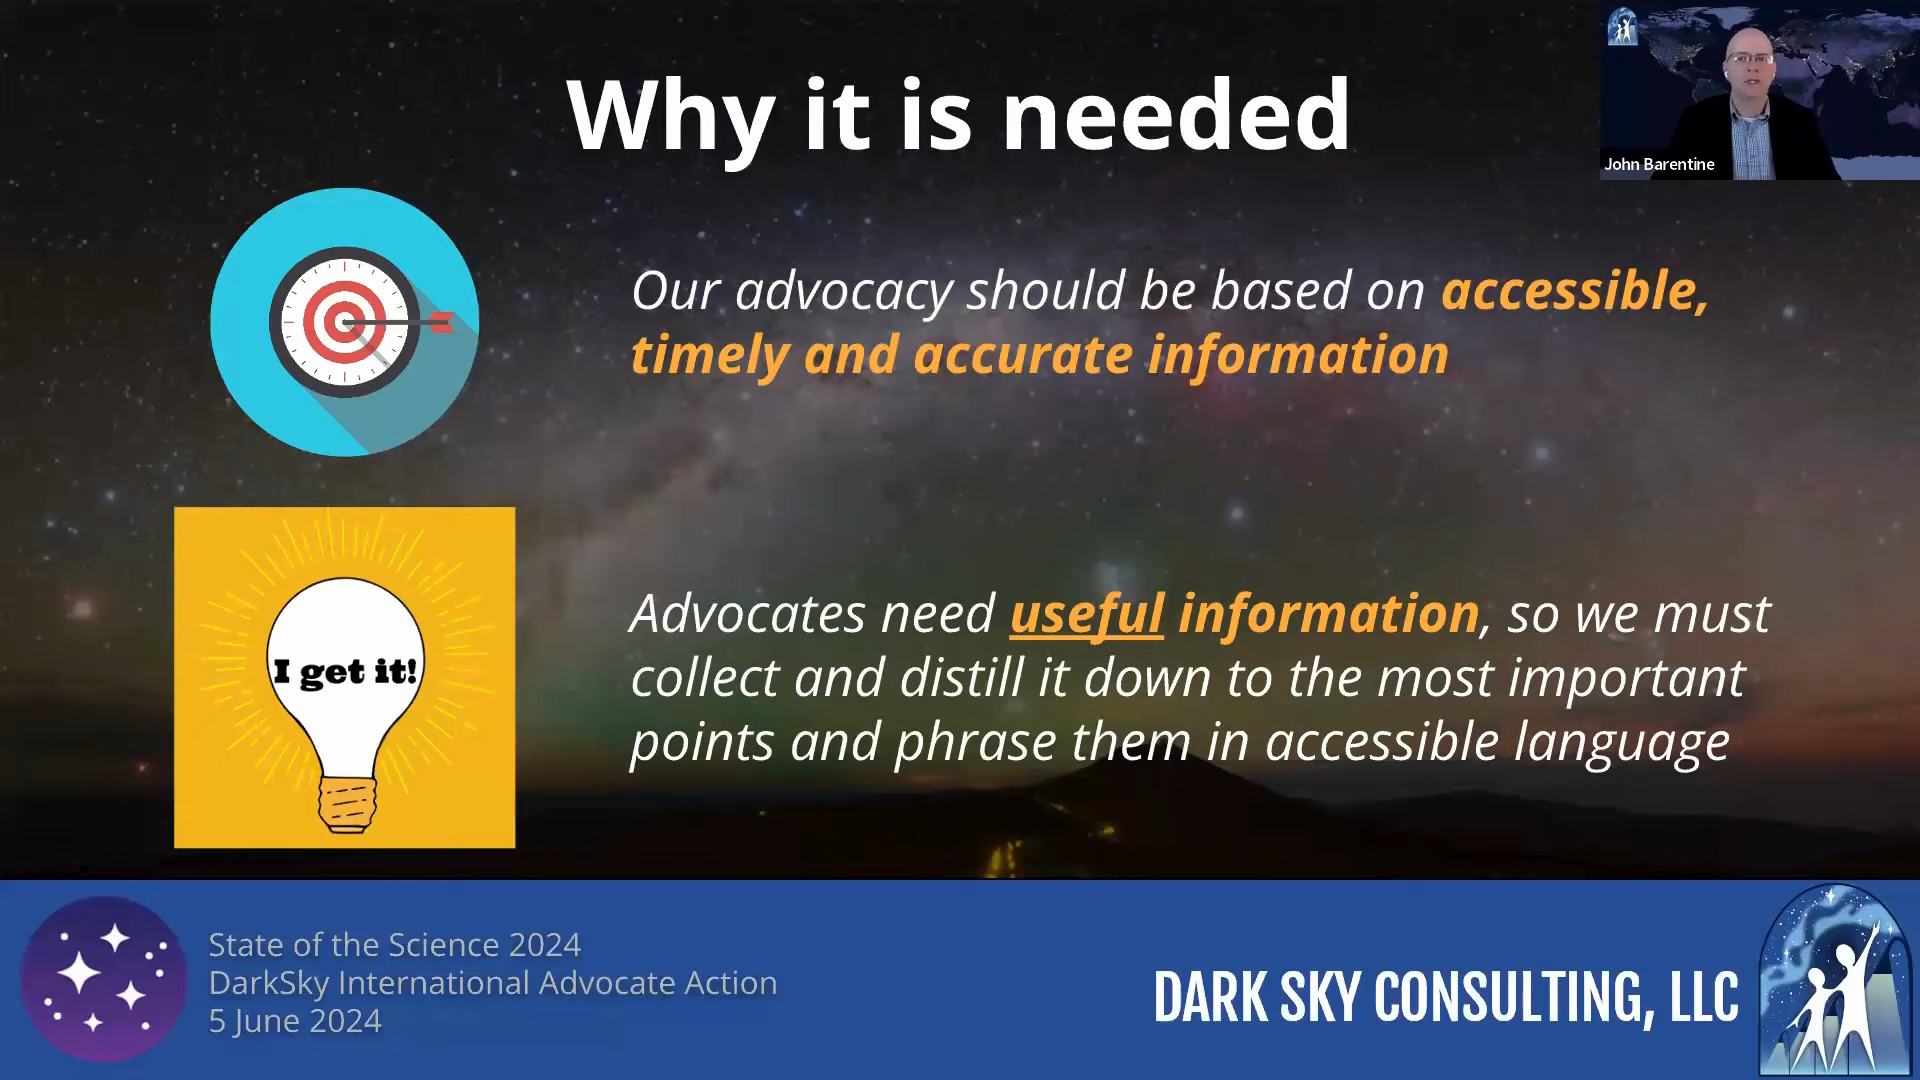 Why it is needed
John Barentine
Our advocacy should be based on accessible,
timely and accurate information
I get it!
Advocates need useful information, so we must
collect and distill it down to the most important
points and phrase them in accessible language
State of the Science 2024
DarkSky International Advocate Action
5 June 2024
DARK SKY CONSULTING, LLC